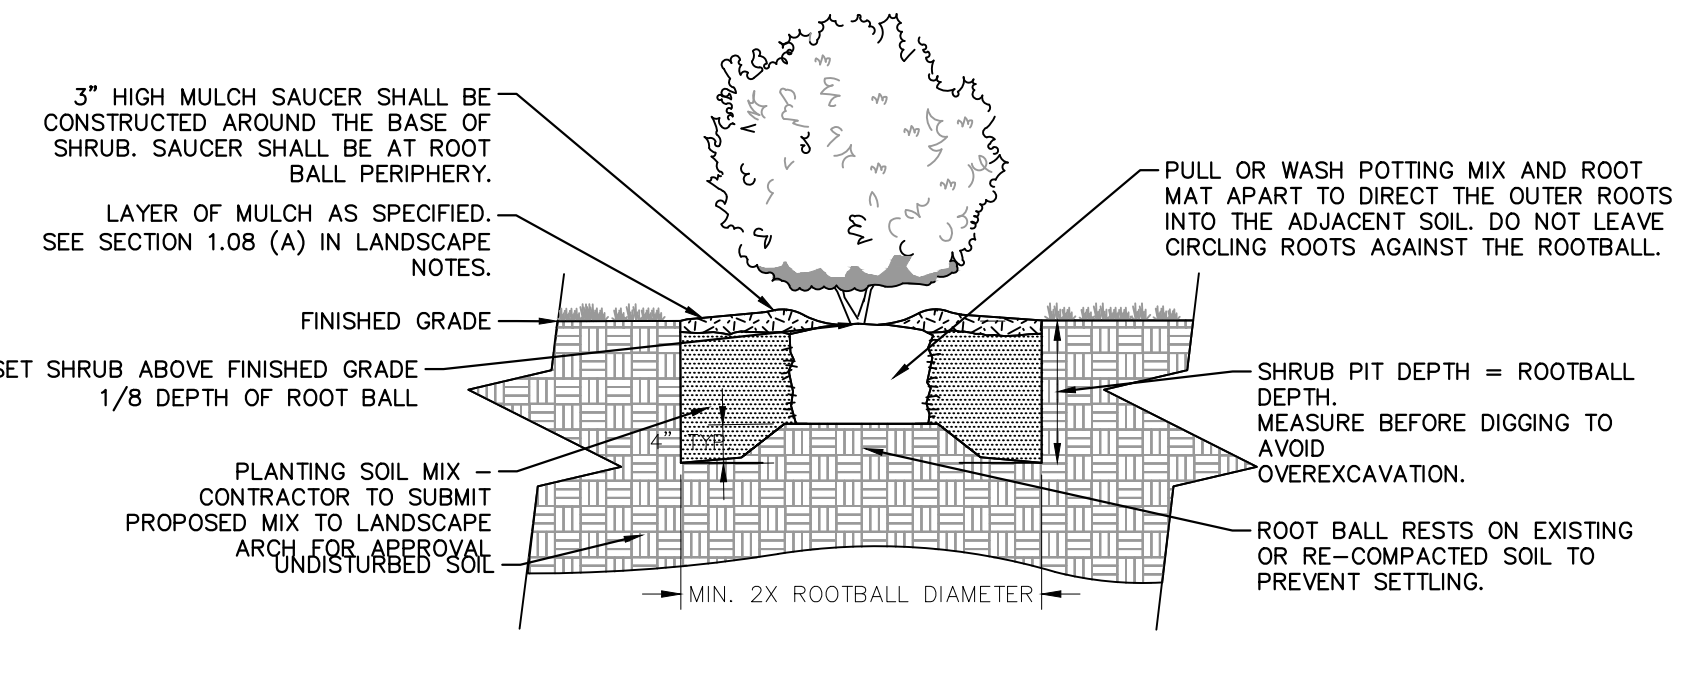 3" HIGH MULCH SAUCER SHALL BE
CONSTRUCTED AROUND THE BASE OF
SHRUB. SAUCER SHALL BE AT ROOT
BALL PERIPHERY.
LAYER OF MULCH AS SPECIFIED.
SEE SECTION 1.08 (A) IN LANDSCAPE
NOTES.
FINISHED GRADE
SET SHRUB ABOVE FINISHED GRADE
1/8 DEPTH OF ROOT BALL
4" TYP
PLANTING SOIL MIX –
CONTRACTOR TO SUBMIT
PROPOSED MIX TO LANDSCAPE
ARCH FOR APPROVAL
UNDISTURBED SOIL
MIN. 2X ROOTBALL DIAMETER
PULL OR WASH POTTING MIX AND ROOT
MAT APART TO DIRECT THE OUTER ROOTS
INTO THE ADJACENT SOIL. DO NOT LEAVE
CIRCLING ROOTS AGAINST THE ROOTBALL.
SHRUB PIT DEPTH = ROOTBALL
DEPTH.
MEASURE BEFORE DIGGING TO
AVOID
OVEREXCAVATION.
ROOT BALL RESTS ON EXISTING
OR RE-COMPACTED SOIL TO
PREVENT SETTLING.